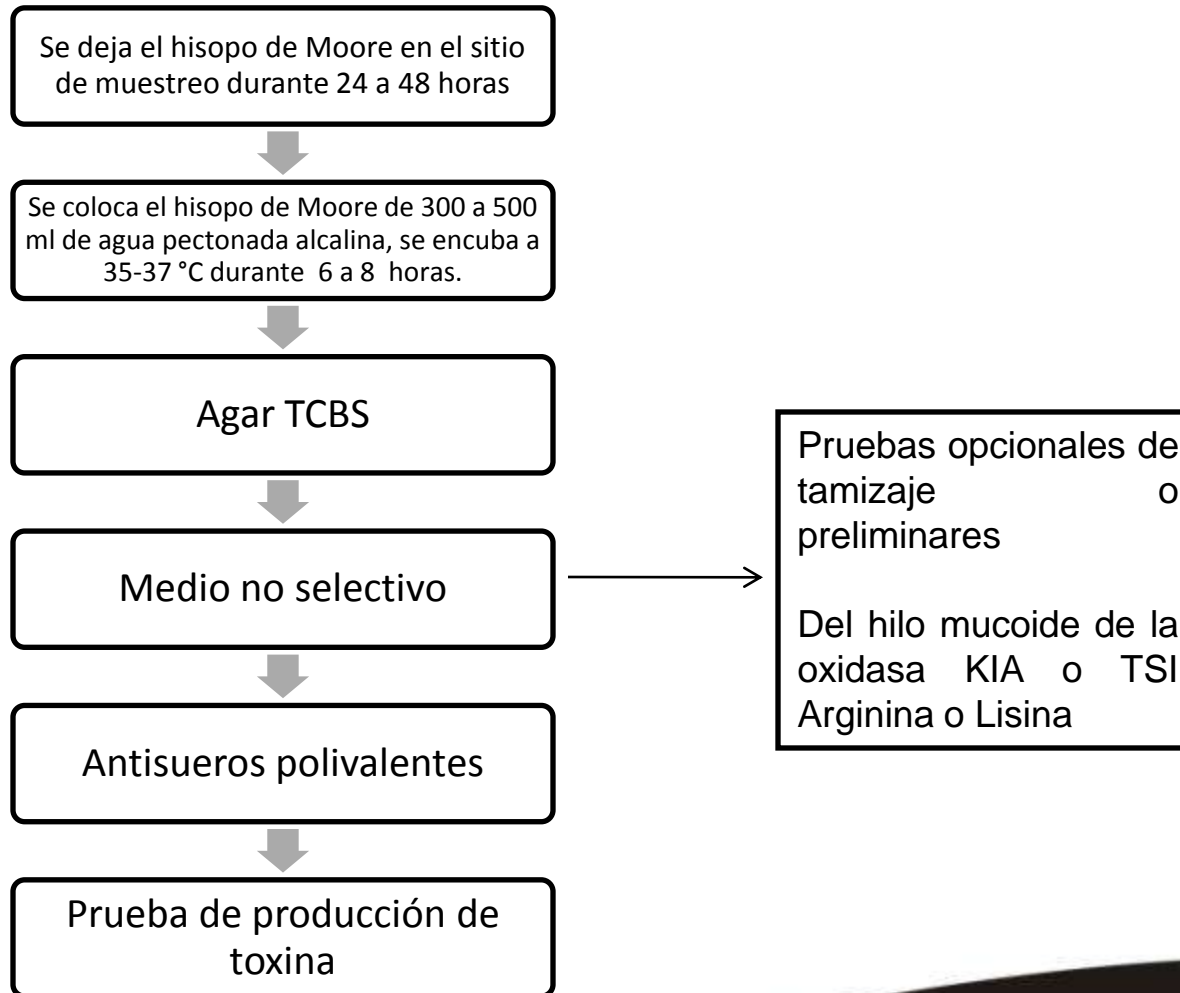 Se deja el hisopo de Moore en el sitio
de muestreo durante 24 a 48 horas
Se coloca el hisopo de Moore de 300 a 500
ml de agua pectonada alcalina, se encuba a
35-37 °C durante 6 a 8 horas.
Agar TCBS
Medio no selectivo
Antisueros polivalentes
Prueba de producción de
toxina
Pruebas opcionales de
tamizaje o
preliminares
Del hilo mucoide de la
oxidasa KIA o TSI
Arginina o Lisina